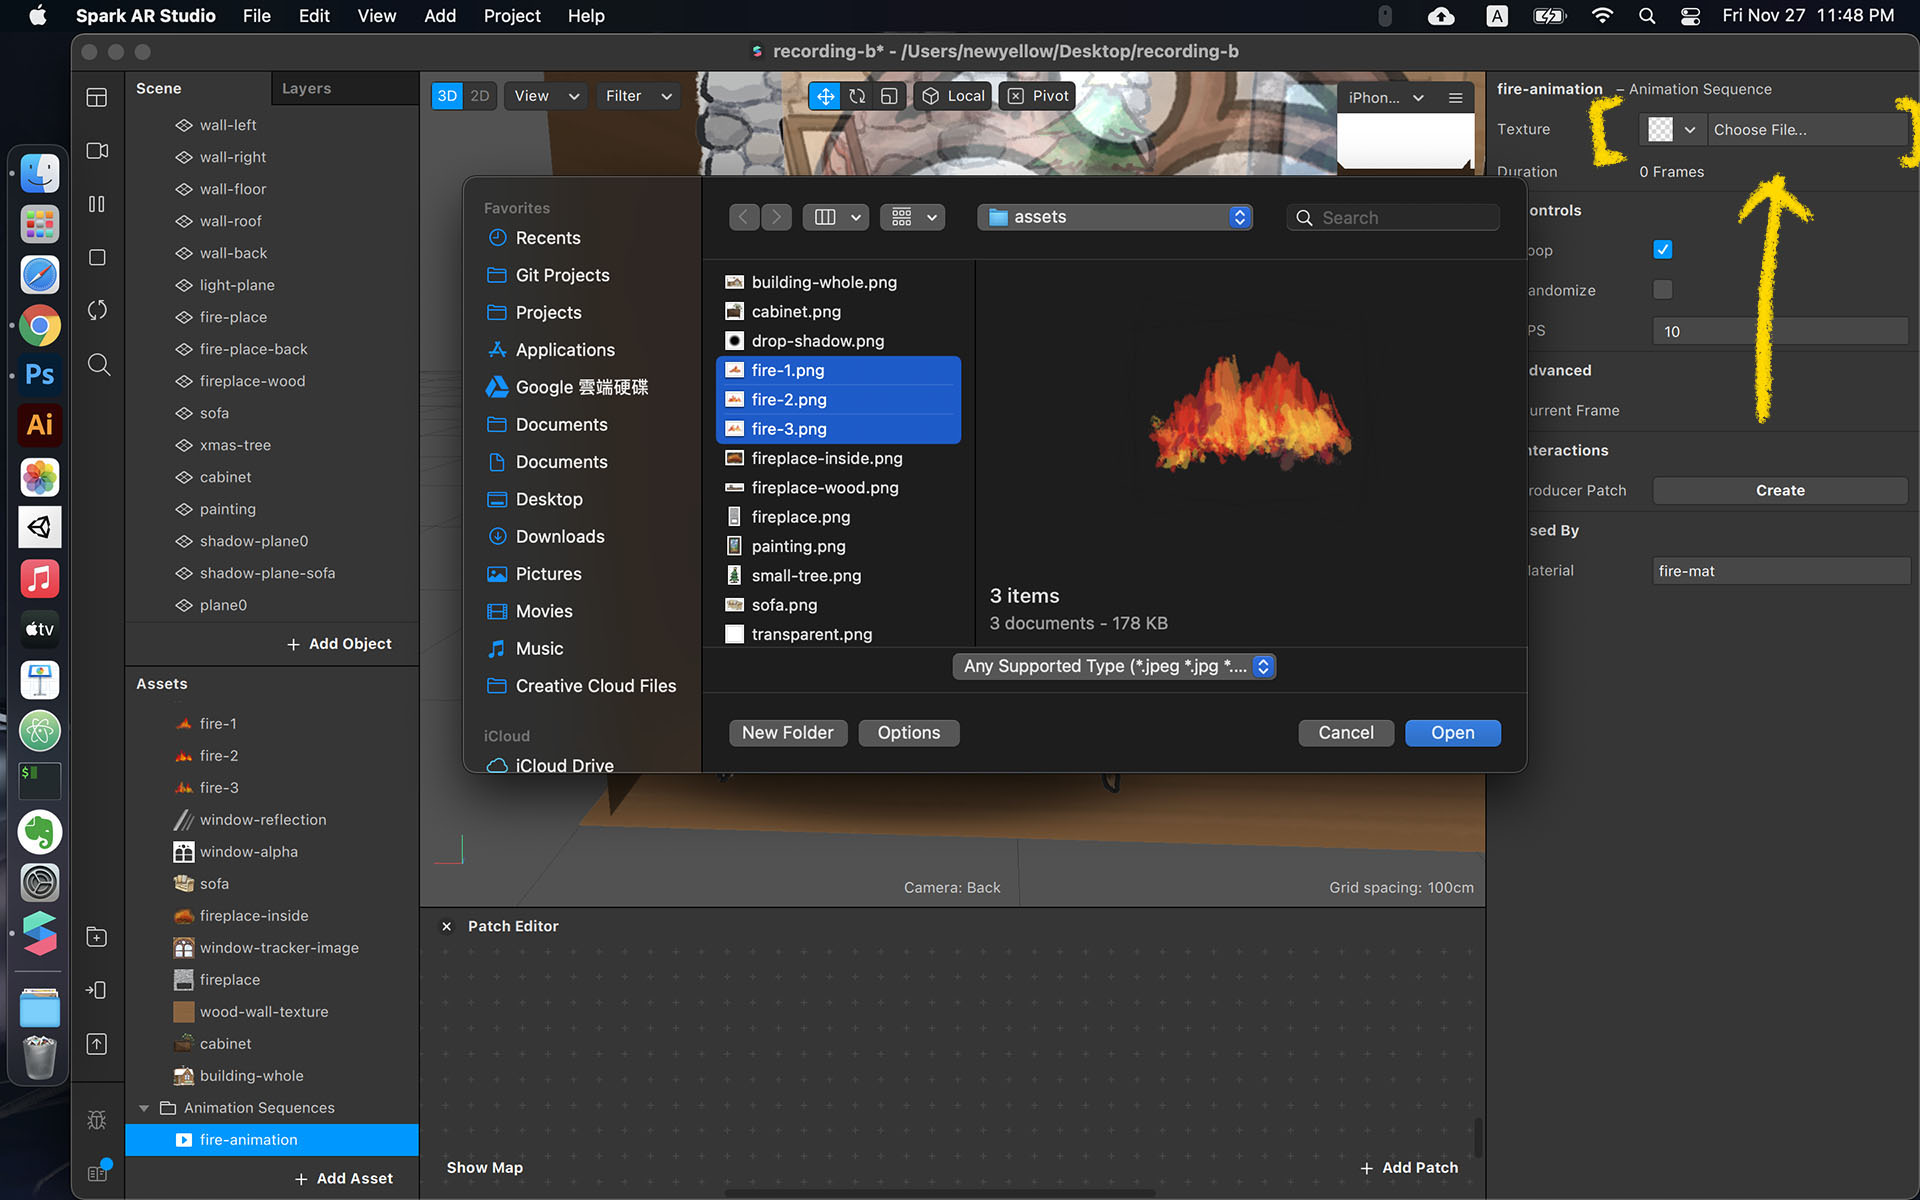 Spark AR Studio File Edit View Add Project Help
A
Fri Nov 27 11:48 PM
recording-b* - /Users/newyellow/Desktop/recording-b
Scene
Layers
wall-left
wall-right
wall-floor
wall-roof
wall-back
light-plane
fire-place
fire-place-back
fireplace-wood
sofa
xmas-tree
cabinet
painting
shadow-plane0
shadow-plane-sofa
plane0
+ Add Object
Assets
fire-1
fire-2
fire-3
window-reflection
window-alpha
sofa
fireplace-inside
window-tracker-image
fireplace
wood-wall-texture
cabinet
building-whole
Animation Sequences
fire-animation
+ Add Asset
Ps
Ai
tv
$
3D 2D View Filter
Local Pivot
iPhon...
Favorites
Recents
Git Projects
Projects
Applications
Google 雲端硬碟
Documents
Documents
Desktop
Downloads
Pictures
Movies
Music
Creative Cloud Files
iCloud
iCloud Drive
assets
Search
building-whole.png
cabinet.png
drop-shadow.png
fire-1.png
fire-2.png
fire-3.png
fireplace-inside.png
fireplace-wood.png
fireplace.png
painting.png
small-tree.png
sofa.png
transparent.png
3 items
3 documents - 178 KB
Any Supported Type (*.jpeg *.jpg *....
New Folder
Options
Cancel
Open
Camera: Back
Grid spacing: 100cm
Patch Editor
Show Map
+ Add Patch
fire-animation – Animation Sequence
Texture
Choose File...
Duration
0 Frames
ontrols
oop
andomize
PS
10
dvanced
urrent Frame
nteractions
roducer Patch
Create
sed By
aterial
fire-mat